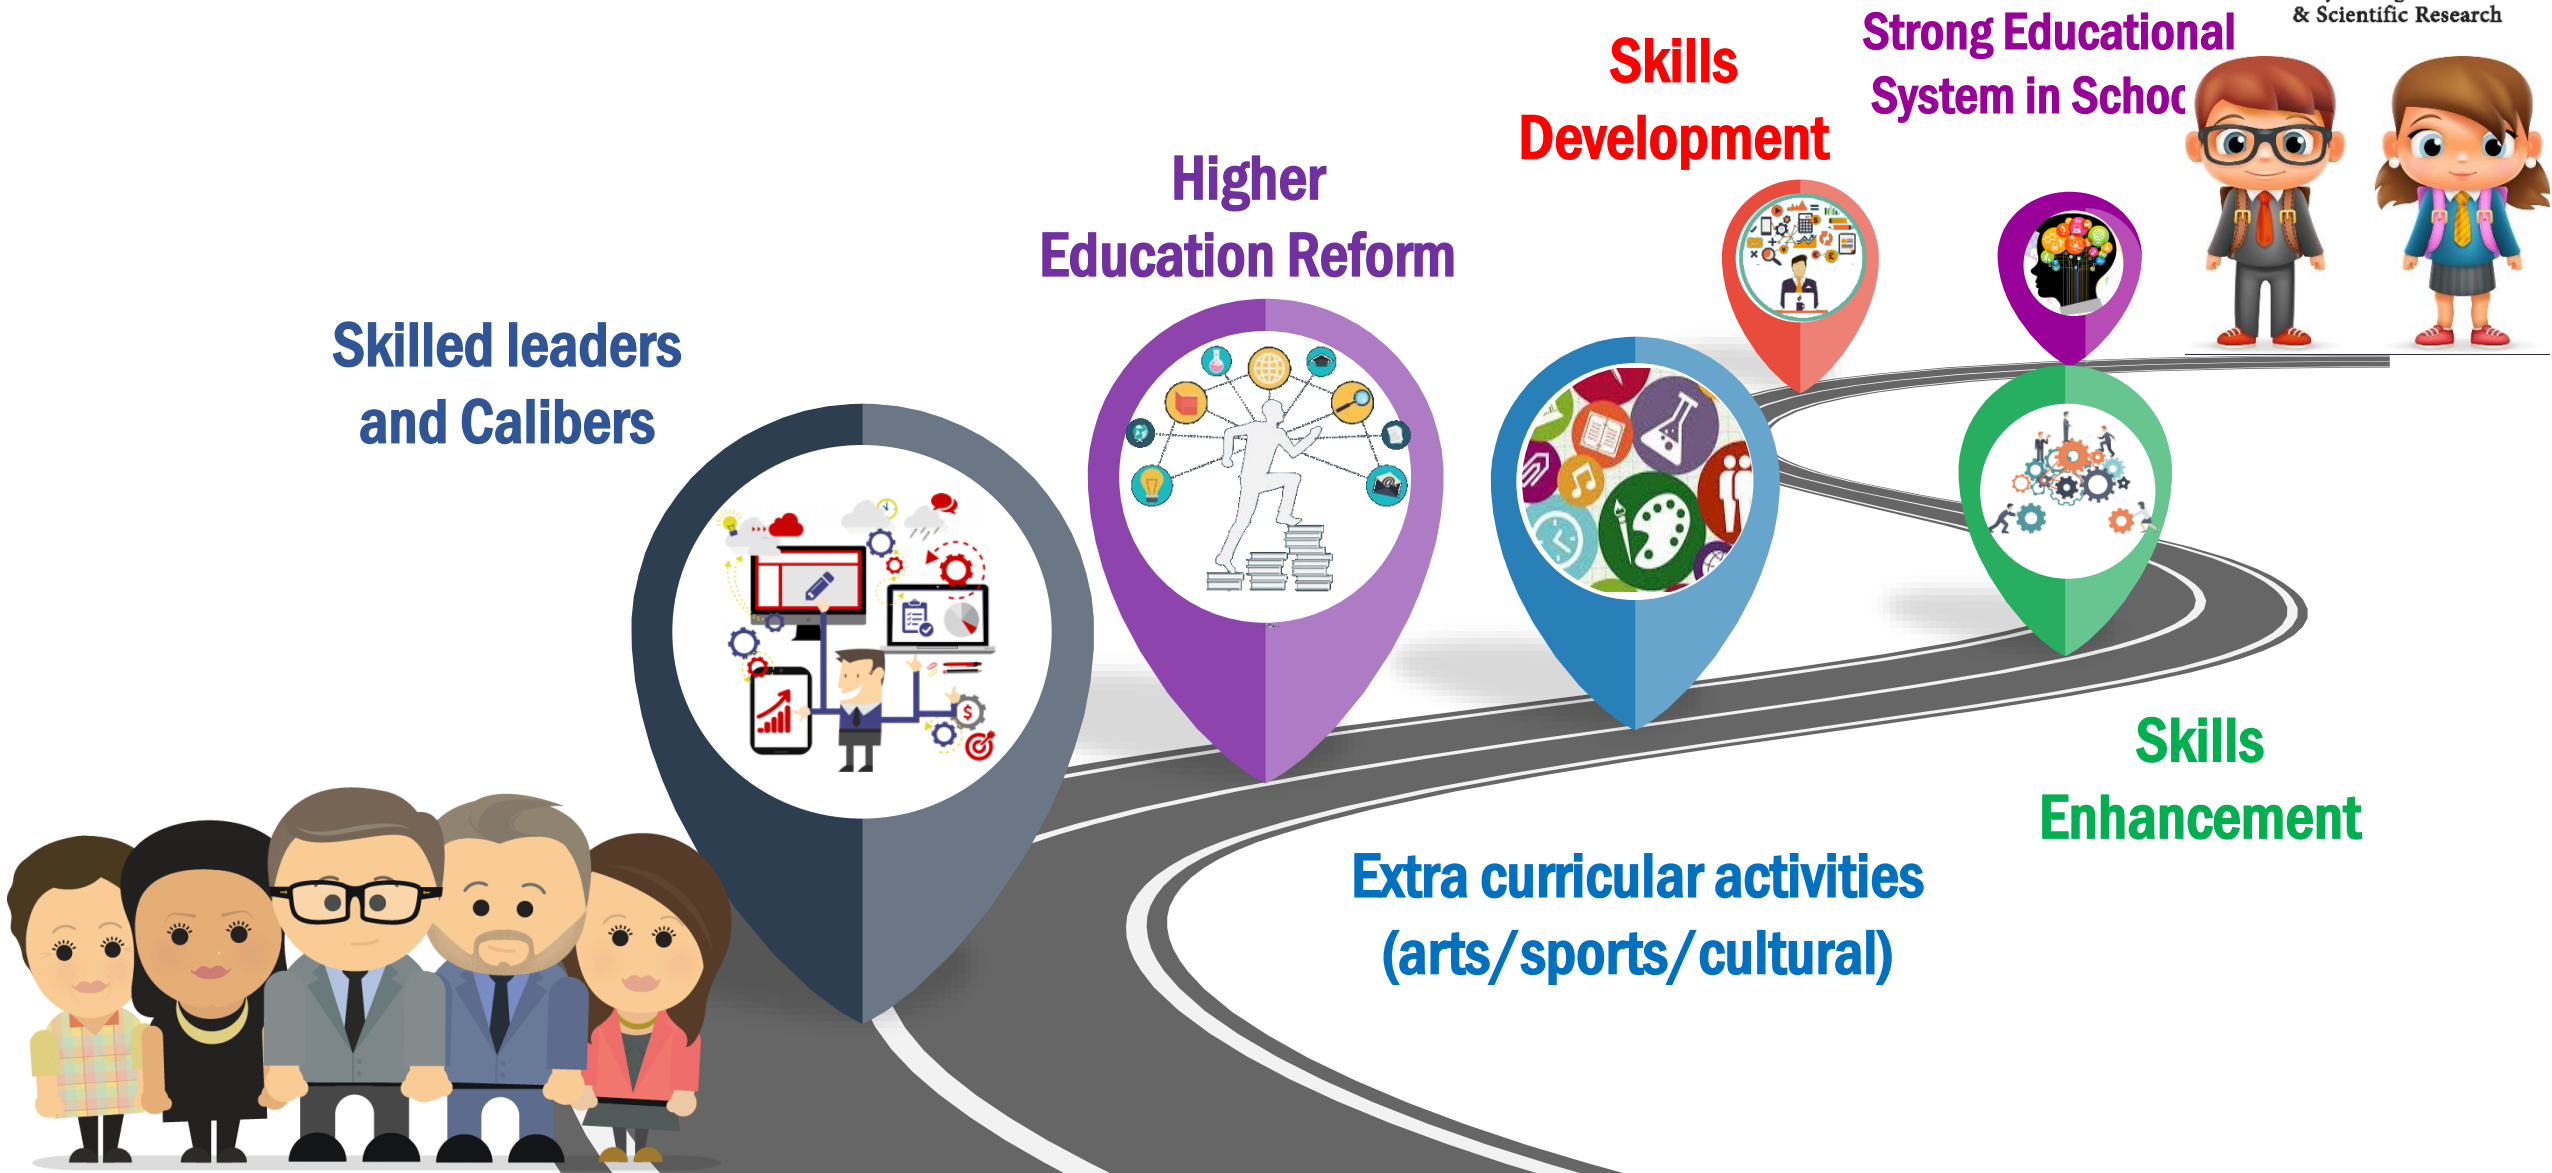 & Scientific Research
Strong Educational
System in
Skills
Development
Higher
Education Reform
Skilled leaders
and Calibers
Skills
Enhancement
Extra curricular activities
(arts/sports/cultural)